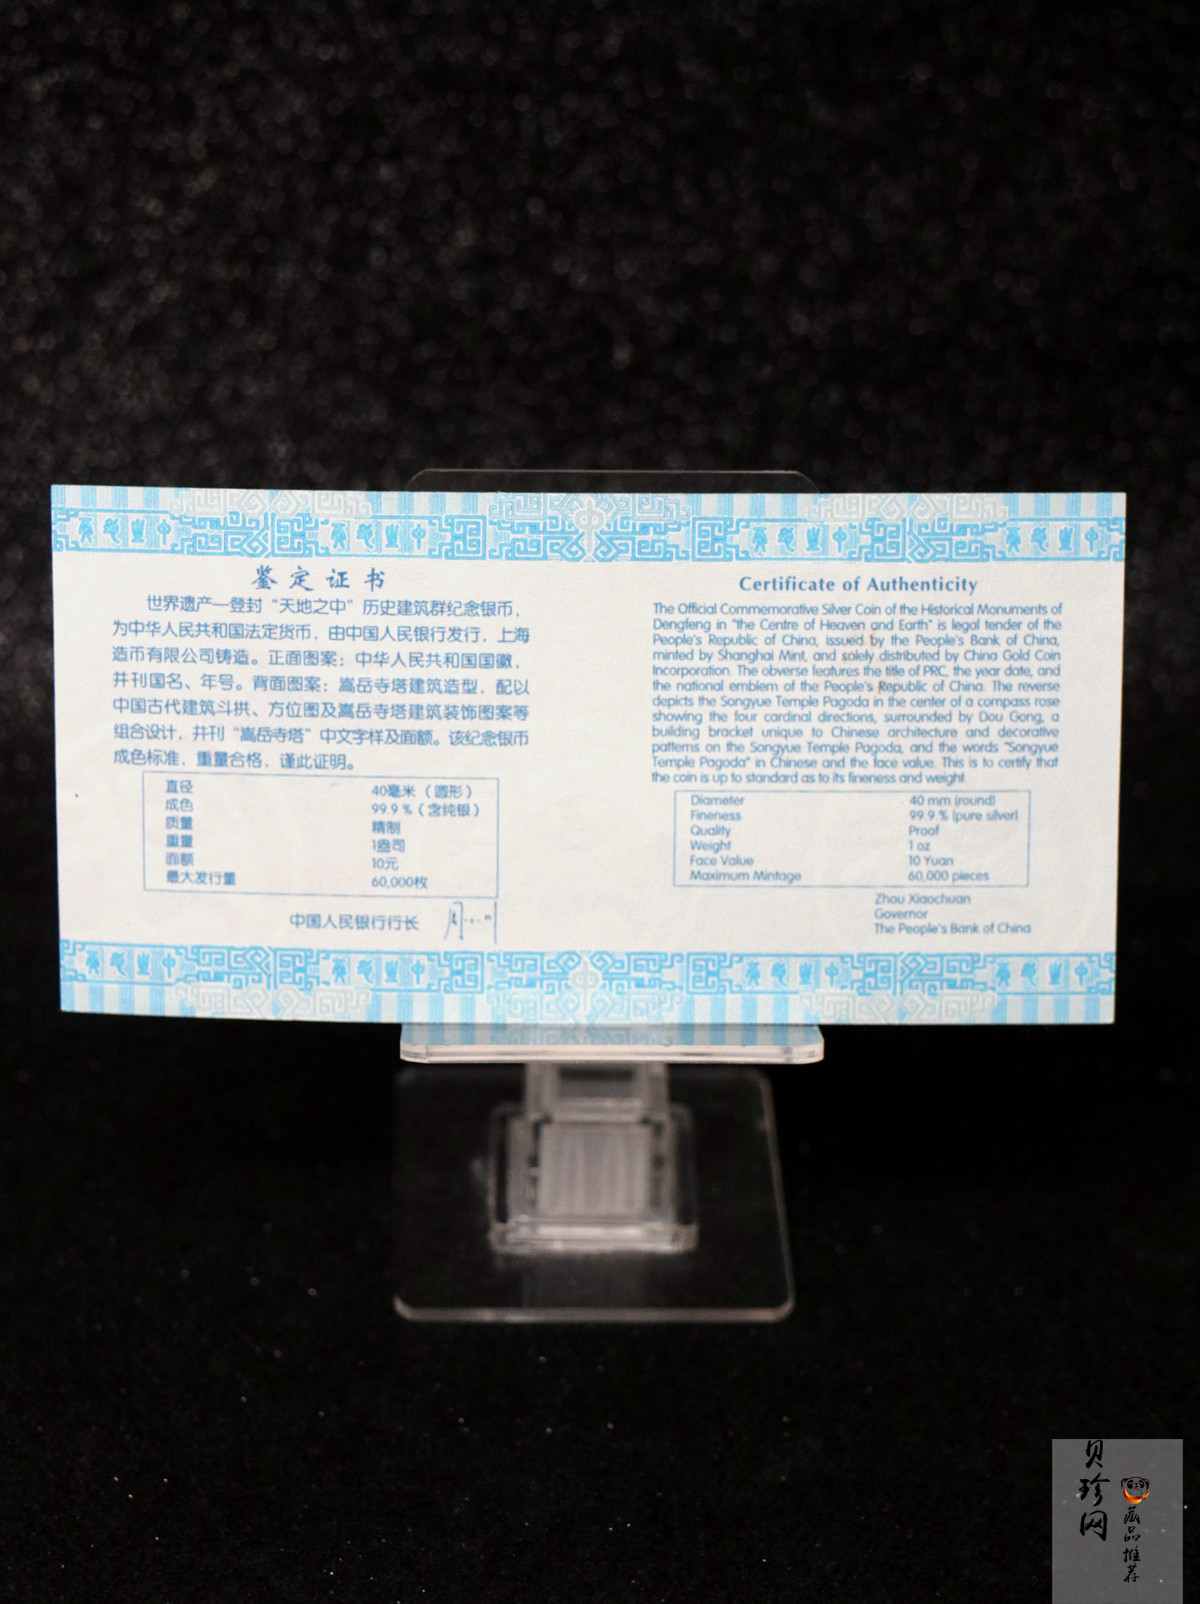 鉴定证书
世界遗产—登封“天地之中”历史建筑群纪念银币，
为中华人民共和国法定货币，由中国人民银行发行，上海
造币有限公司铸造。正面图案：中华人民共和国国徽，
并刊国名、年号。背面图案：嵩岳寺塔建筑造型，配以
中国古代建筑斗拱、方位图及嵩岳寺塔建筑装饰图案等
组合设计，并刊“嵩岳寺塔”中文字样及面额。该纪念银币
成色标准，重量合格，谨此证明。
直径 40毫米（圆形）
成色 99.9％（含纯银）
质量 精制
重量 1盎司
面额 10元
最大发行量 60,000枚
中国人民银行行长
Certificate of Authenticity
The Official Commemorative Silver Coin of the Historical Monuments of
Dengfeng in "the Centre of Heaven and Earth" is legal tender of the
People's Republic of China, issued by the People's Bank of China,
minted by Shanghai Mint, and solely distributed by China Gold Coin
Incorporation. The obverse features the title of PRC, the year date, and
the national emblem of the People's Republic of China. The reverse
depicts the Songyue Temple Pagoda in the center of a compass rose
showing the four cardinal directions, surrounded by Dou Gong, a
building bracket unique to Chinese architecture and decorative
patterns on the Songyue Temple Pagoda, and the words "Songyue
Temple Pagoda" in Chinese and the face value. This is to certify that
the coin is up to standard as to its fineness and weight.
Diameter 40 mm (round)
Fineness 99.9 % (pure silver)
Quality Proof
Weight 1 oz
Face Value 10 Yuan
Maximum Mintage 60,000 pieces
Zhou Xiaochuan
Governor
The People's Bank of China
贝珍网
藏品推荐